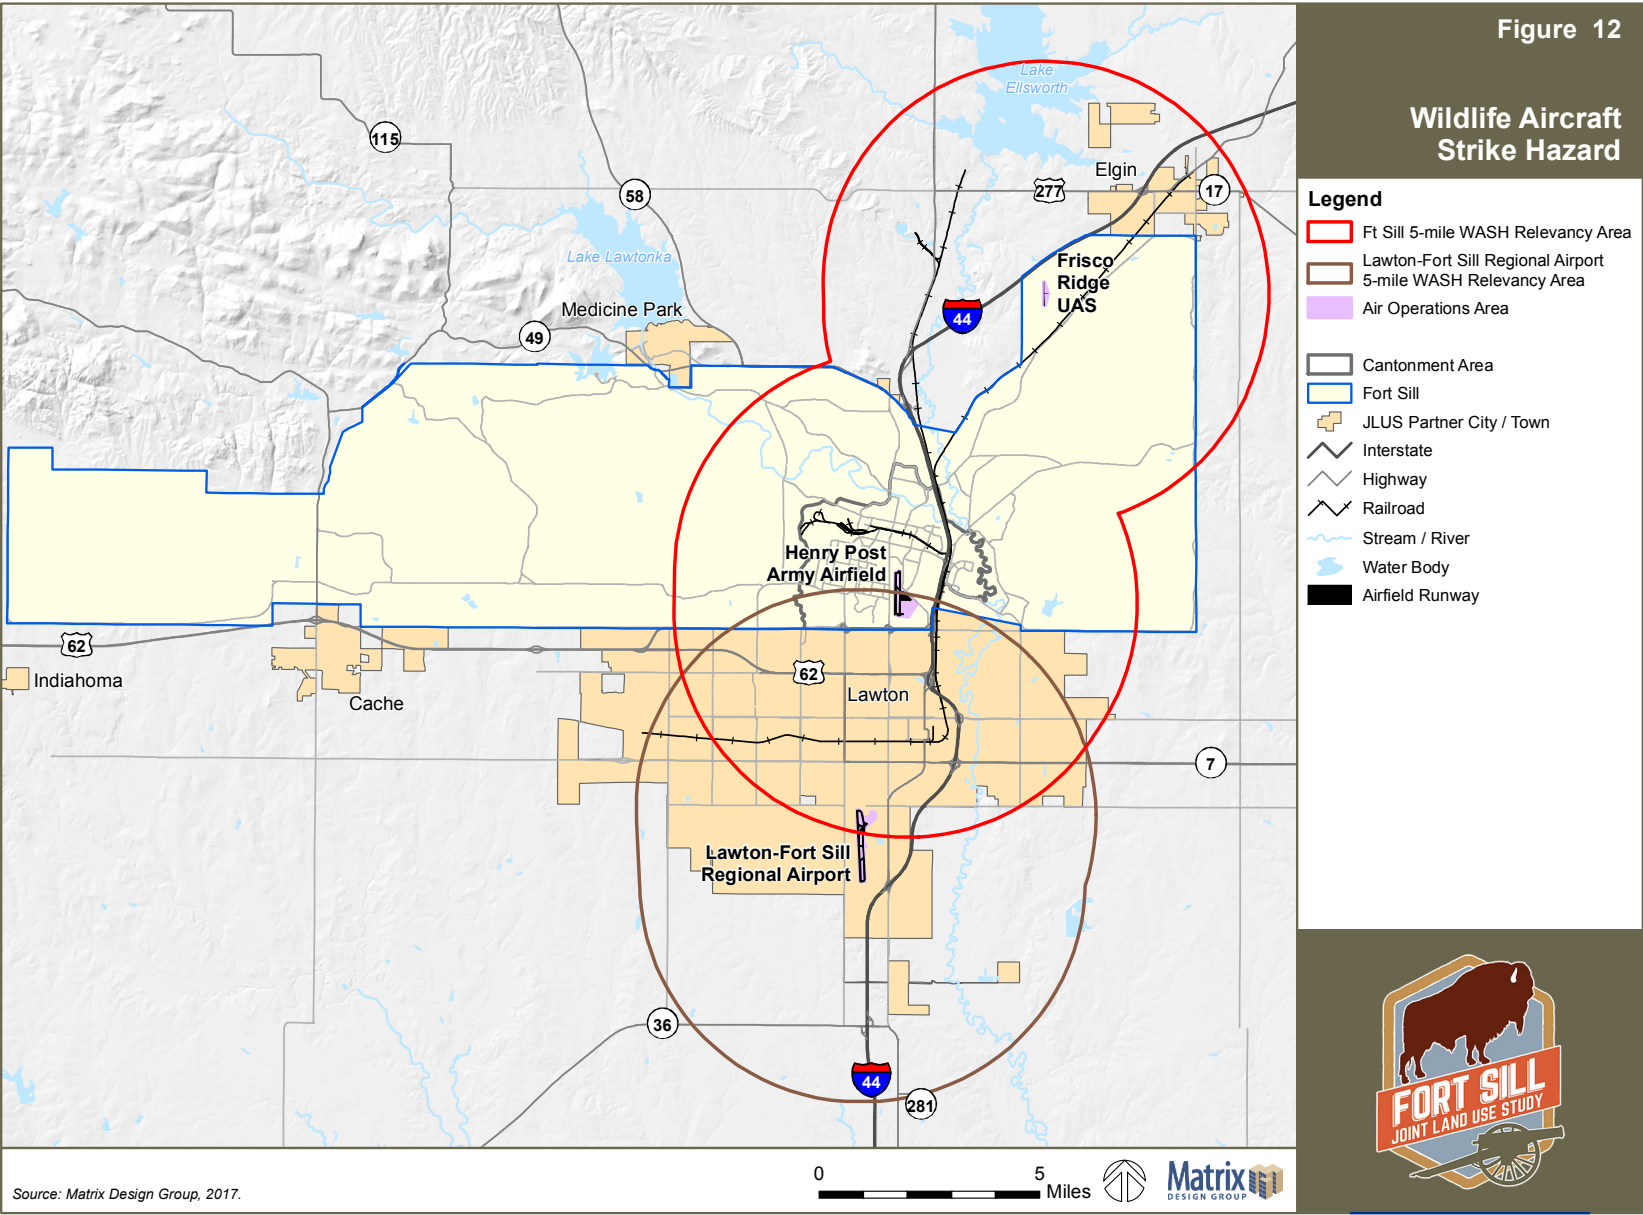 Figure 12
Wildlife Aircraft
Strike Hazard
Legend
Ft Sill 5-mile WASH Relevancy Area
Lawton-Fort Sill Regional Airport
5-mile WASH Relevancy Area
Air Operations Area
Cantonment Area
Fort Sill
JLUS Partner City / Town
Interstate
Highway
Railroad
Stream / River
Water Body
Airfield Runway
Lake
Ellsworth
115
Elgin
277
17
58
Lake Lawtonka
Frisco
Ridge
UAS
Medicine Park
44
49
Henry Post
Army Airfield
62
Indiahoma
Cache
62
Lawton
7
Lawton-Fort Sill
Regional Airport
36
44
281
FORT SILL
JOINT LAND USE STUDY
Source: Matrix Design Group, 2017.
0 5
Miles
Matrix
DESIGN GROUP